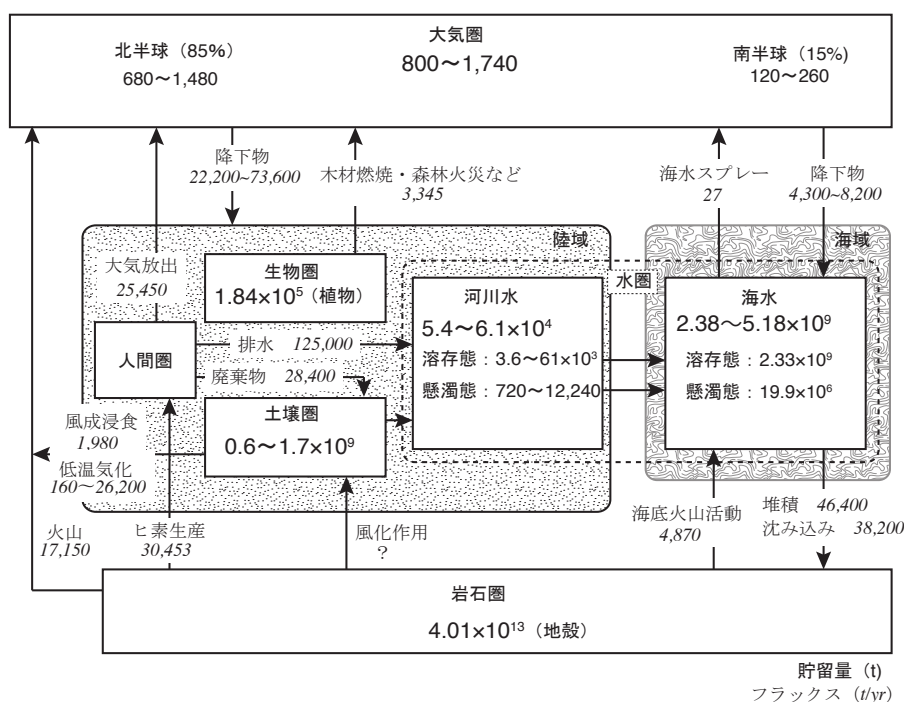 大気圏
北半球（85%）
800～1,740
南半球（15%）
680～1,480
120～260
降下物
22,200~73,600
木材燃焼・森林火災など
3,345
海水スプレー
27
降下物
4,300~8,200
陸域
海域
大気放出
25,450
生物圏
1.84×10⁵（植物）
水圏
河川水
5.4～6.1×10⁴
溶存態：3.6～61×10³
懸濁態：720～12,240
海水
2.38～5.18×10⁹
溶存態：2.33×10⁹
懸濁態：19.9×10⁶
人間圏
排水 125,000
廃棄物 28,400
土壌圏
0.6～1.7×10⁹
風成浸食
1,980
低温気化
160～26,200
火山
17,150
ヒ素生産
30,453
風化作用
?
海底火山活動
4,870
堆積 46,400
沈み込み 38,200
岩石圏
4.01×10¹³（地殻）
貯留量（t）
フラックス（t/yr）